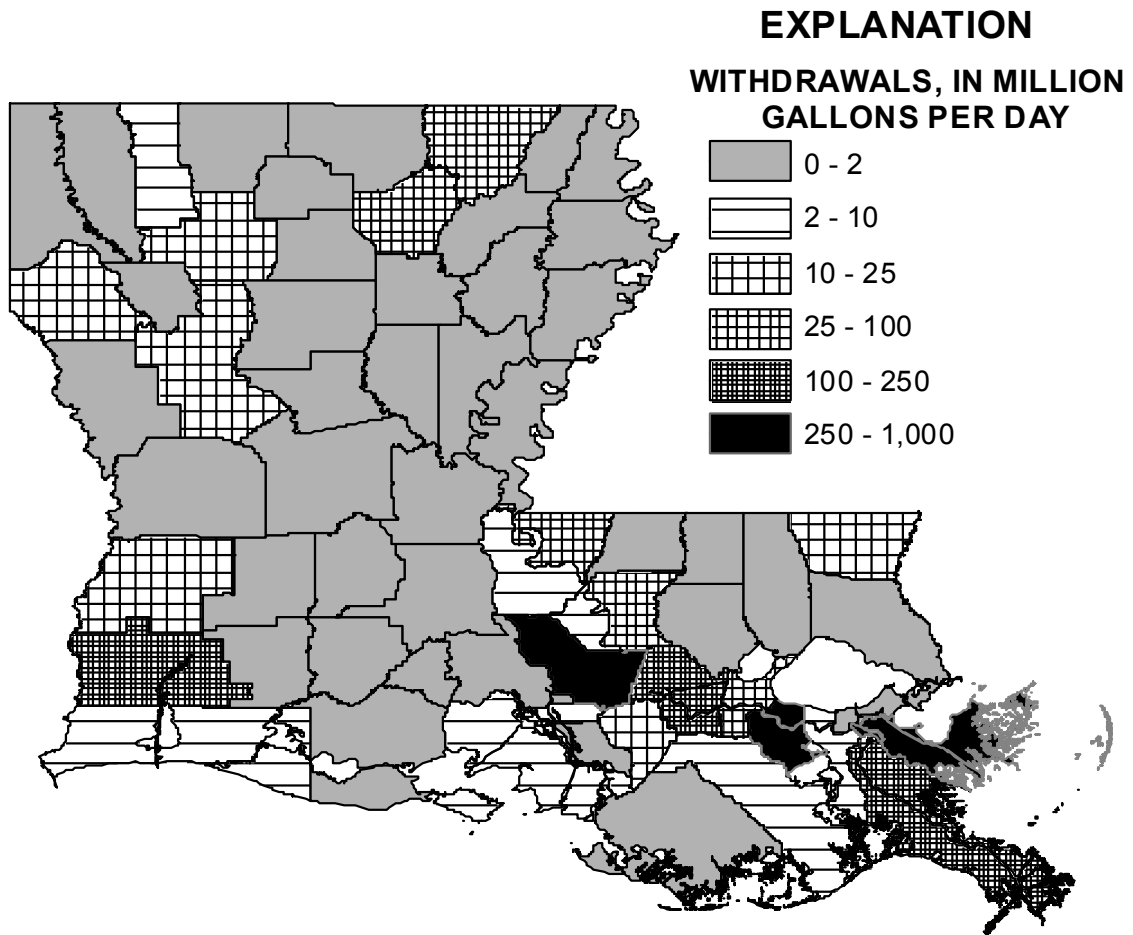 EXPLANATION
WITHDRAWALS, IN MILLION
GALLONS PER DAY
0 - 2
2 - 10
10 - 25
25 - 100
100 - 250
250 - 1,000